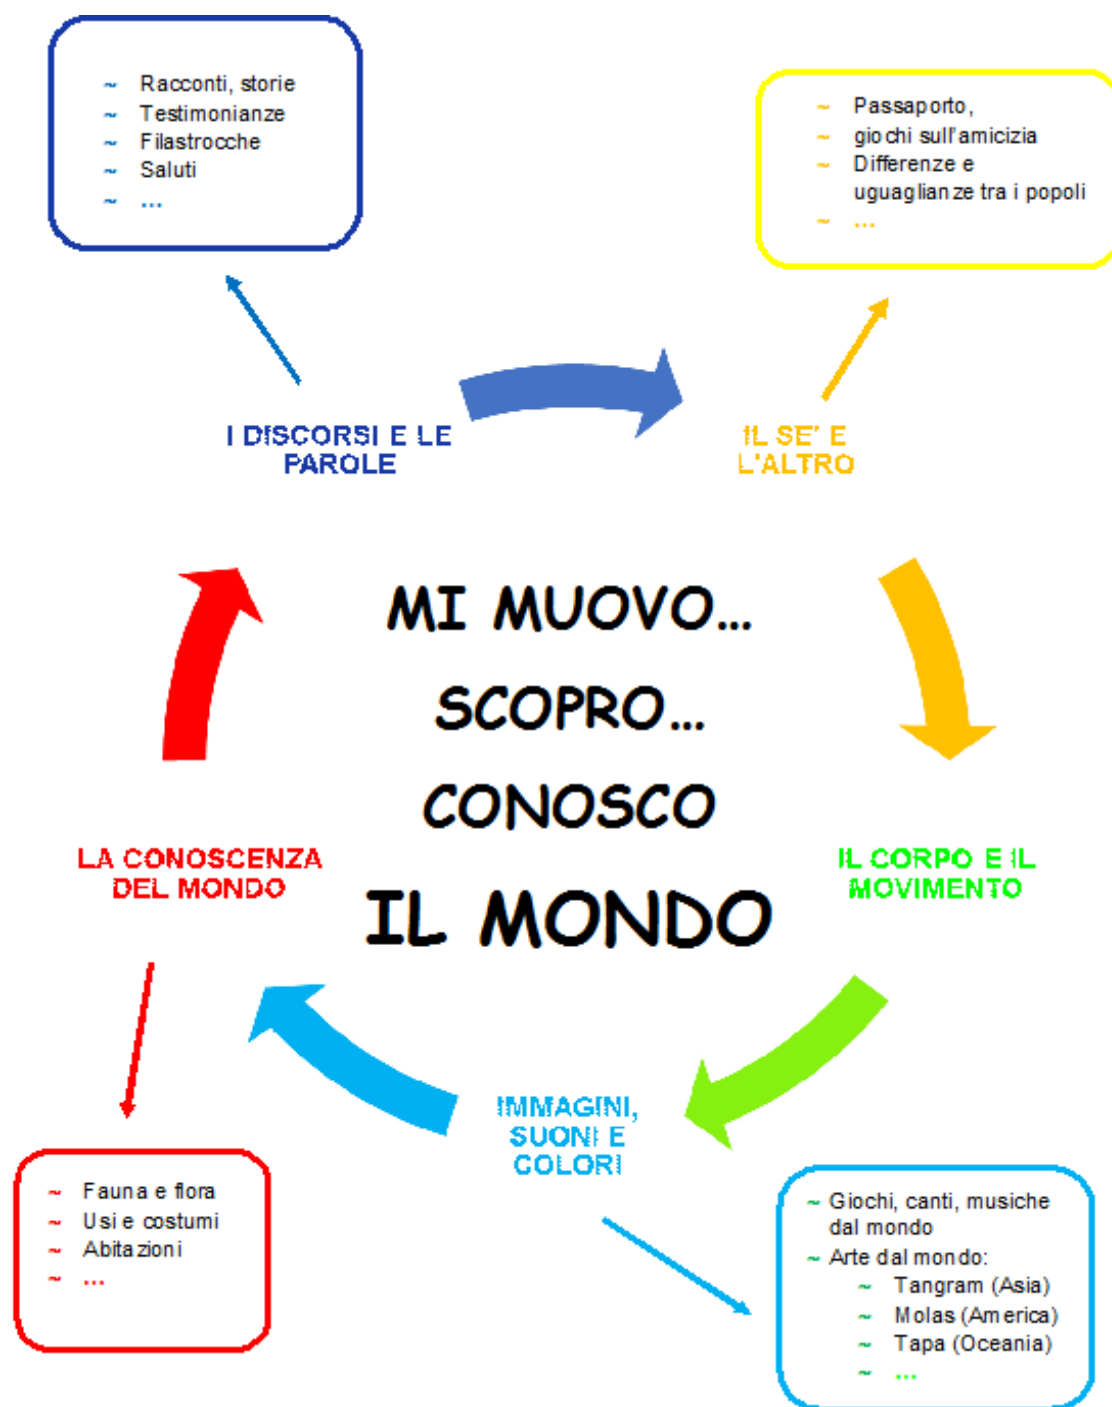 ~ Racconti, storie
~ Testimonianze
~ Filastrocche
~ Saluti
~ ...
~ Passaporto,
~ giochi sull'amicizia
~ Differenze e
uguaglianze tra i popoli
~ ...
I DISCORSI E LE
PAROLE
IL SE' E
L'ALTRO
MI MUOVO...
SCOPRO...
CONOSCO
IL MONDO
LA CONOSCENZA
DEL MONDO
IL CORPO E IL
MOVIMENTO
IMMAGINI,
SUONI E
COLORI
~ Fauna e flora
~ Usi e costumi
~ Abitazioni
~ ...
~ Giochi, canti, musiche
dal mondo
~ Arte dal mondo:
~ Tangram (Asia)
~ Molas (America)
~ Tapa (Oceania)
~ ...